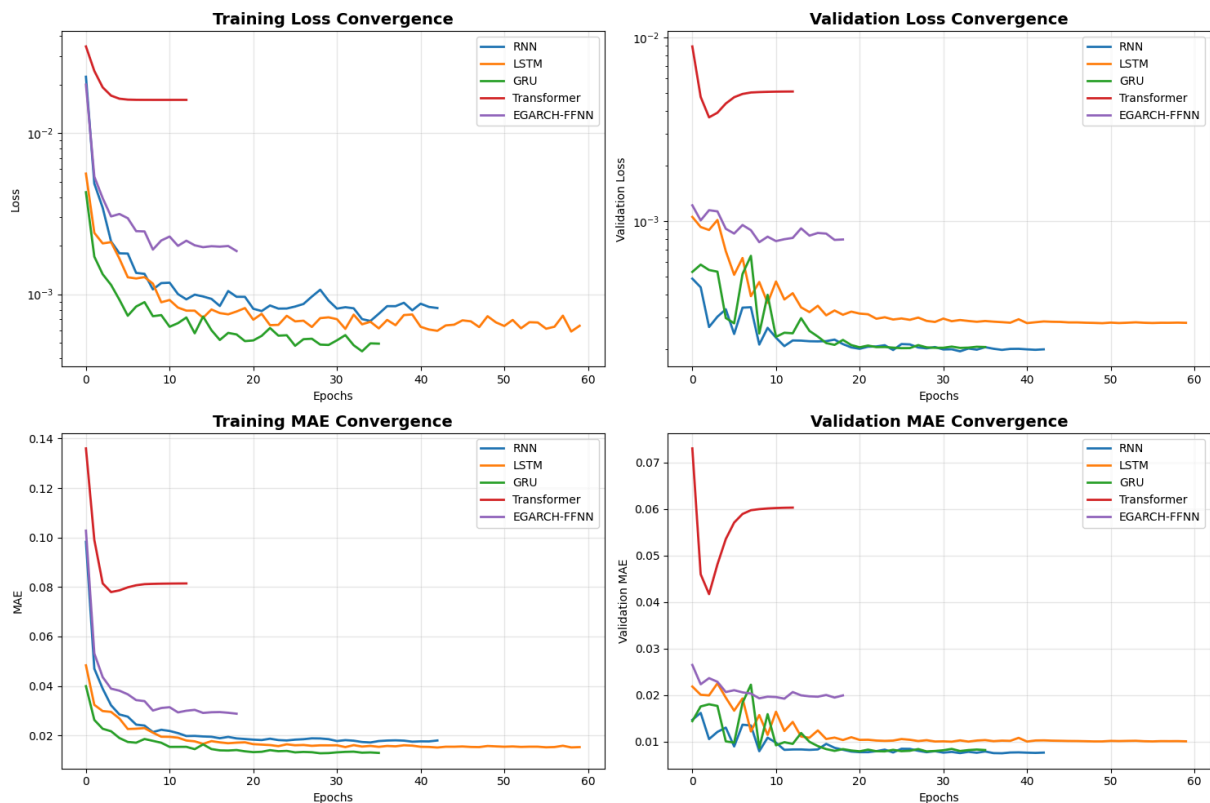 Training Loss Convergence
Loss
10⁻²
10⁻³
RNN
LSTM
GRU
Transformer
EGARCH-FFNN
0 10 20 30 40 50 60
Epochs
Validation Loss Convergence
Validation Loss
10⁻²
10⁻³
RNN
LSTM
GRU
Transformer
EGARCH-FFNN
0 10 20 30 40 50 60
Epochs
Training MAE Convergence
MAE
0.14
0.12
0.10
0.08
0.06
0.04
0.02
RNN
LSTM
GRU
Transformer
EGARCH-FFNN
0 10 20 30 40 50 60
Epochs
Validation MAE Convergence
Validation MAE
0.07
0.06
0.05
0.04
0.03
0.02
0.01
RNN
LSTM
GRU
Transformer
EGARCH-FFNN
0 10 20 30 40 50 60
Epochs